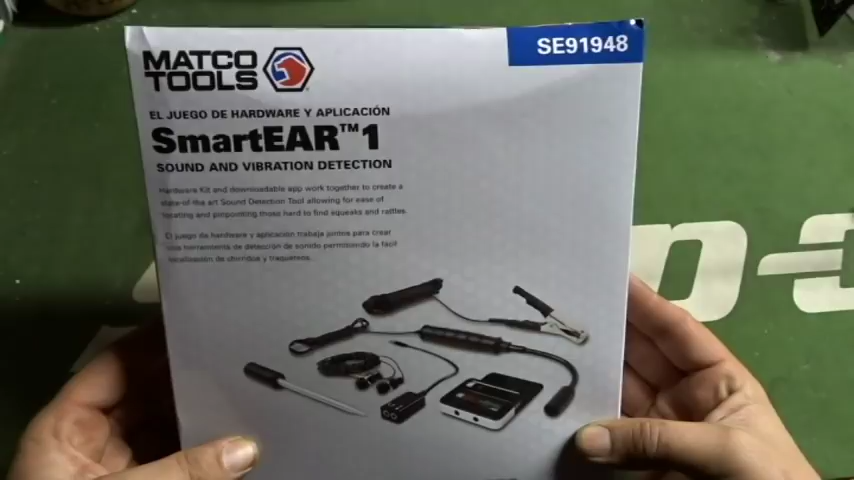 MATCO
TOOLS
SE91948
EL JUEGO DE HARDWARE Y APLICACIÓN
SmartEAR™1
SOUND AND VIBRATION DETECTION
Hardware Kit and downloadable app work together to create a
state-of-the art Sound Detection Tool allowing for ease of
locating and pinpointing those hard to find squeaks and rattles.
El juego de hardware y aplicación trabaja juntos para crear
una herramienta de detección de sonido permitiendo la fácil
localización de chirridos y traqueteos.
p-o